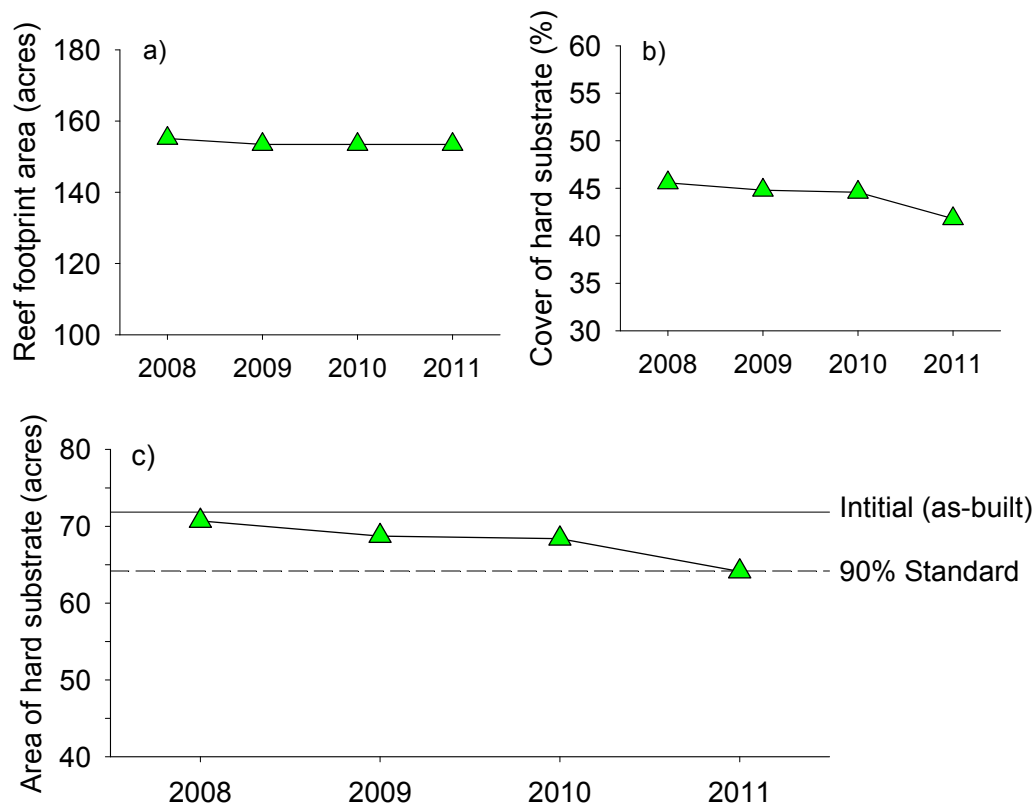 Reef footprint area (acres)
a)
180
160
140
120
100
2008 2009 2010 2011
Cover of hard substrate (%)
b)
60
55
50
45
40
35
30
2008 2009 2010 2011
Area of hard substrate (acres)
c)
80
70
60
50
40
2008 2009 2010 2011
Intitial (as-built)
90% Standard